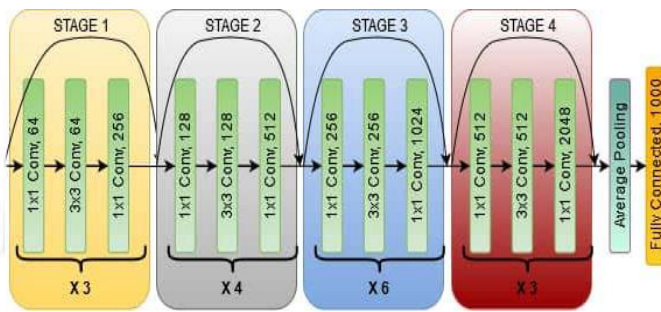 STAGE 1
1x1 Conv, 64
3x3 Conv, 64
1x1 Conv, 256
X 3
STAGE 2
1x1 Conv, 128
3x3 Conv, 128
1x1 Conv, 512
X 4
STAGE 3
1x1 Conv, 256
3x3 Conv, 256
1x1 Conv, 1024
X 6
STAGE 4
1x1 Conv, 512
3x3 Conv, 512
1x1 Conv, 2048
X 3
Average Pooling
Fully Connected, 1000